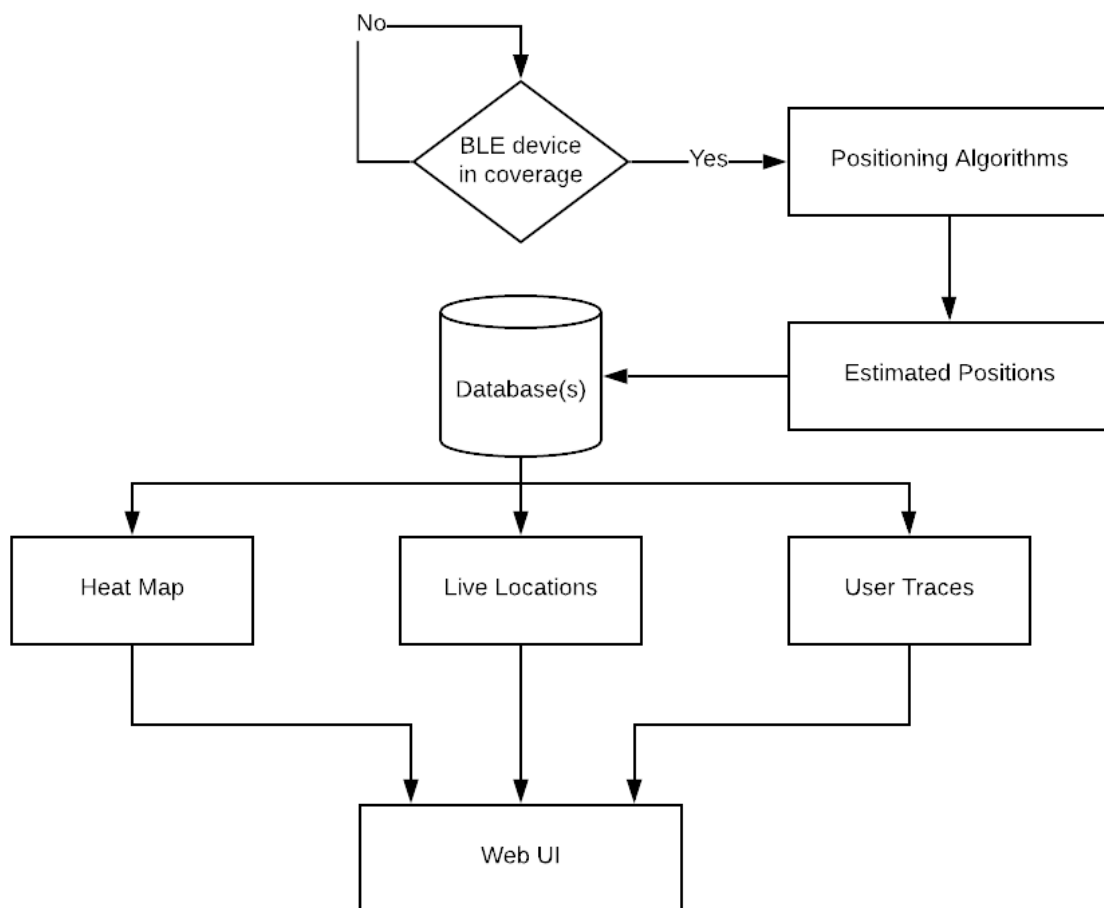 No
BLE device
in coverage
Yes
Positioning Algorithms
Database(s)
Estimated Positions
Heat Map
Live Locations
User Traces
Web UI